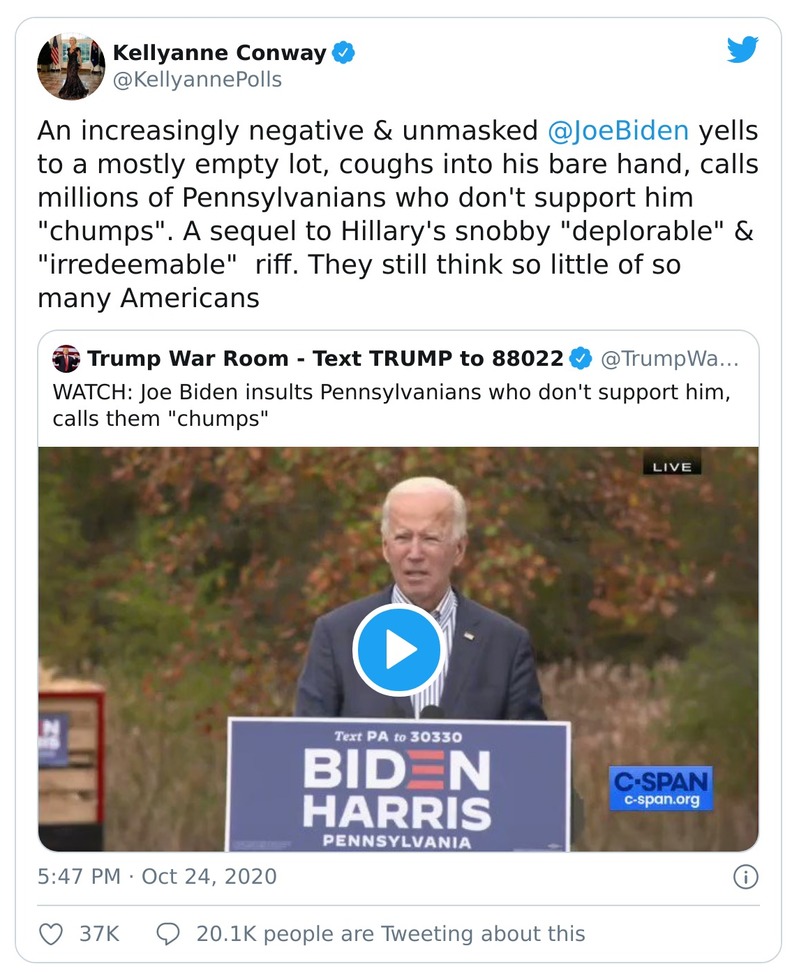 Kellyanne Conway
@KellyannePolls
An increasingly negative & unmasked @JoeBiden yells
to a mostly empty lot, coughs into his bare hand, calls
millions of Pennsylvanians who don't support him
"chumps". A sequel to Hillary's snobby "deplorable" &
"irredeemable"  riff. They still think so little of so
many Americans
Trump War Room - Text TRUMP to 88022 @TrumpWa...
WATCH: Joe Biden insults Pennsylvanians who don't support him,
calls them "chumps"
LIVE
Text PA to 30330
BIDEN
HARRIS
PENNSYLVANIA
C-SPAN
c-span.org
5:47 PM · Oct 24, 2020
37K 20.1K people are Tweeting about this